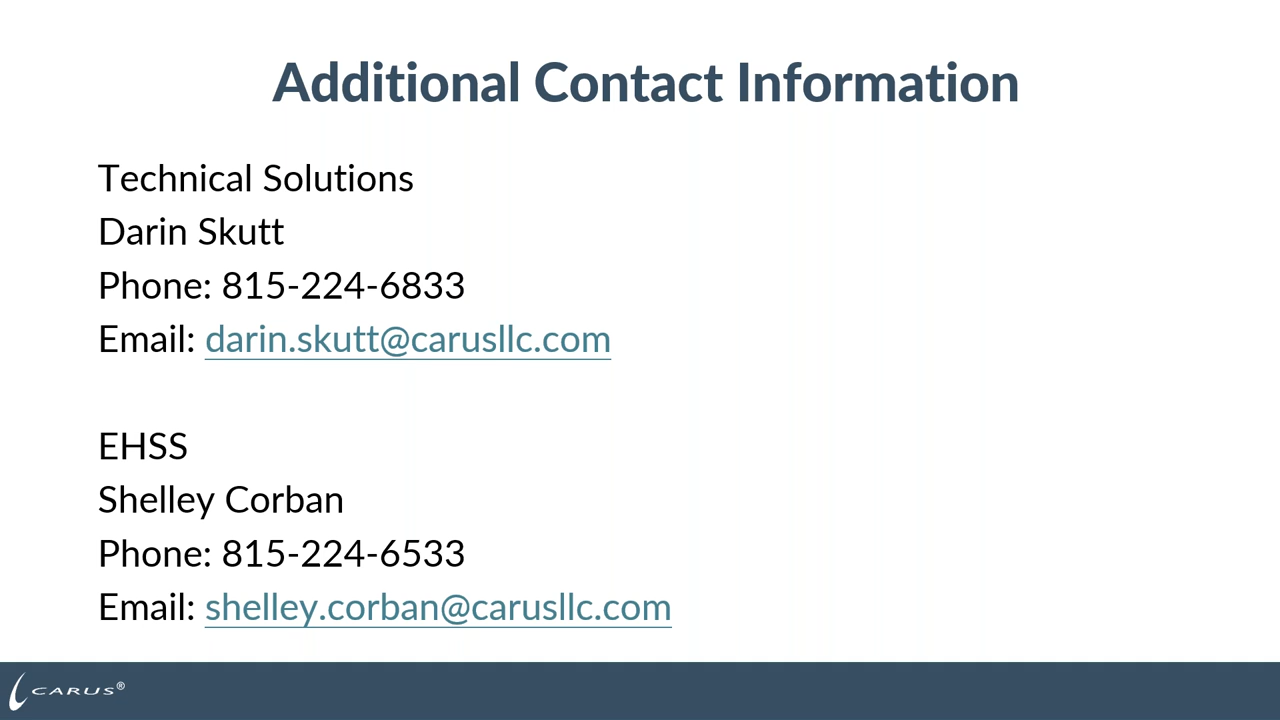 Additional Contact Information
Technical Solutions
Darin Skutt
Phone: 815-224-6833
Email: darin.skutt@carusllc.com
EHSS
Shelley Corban
Phone: 815-224-6533
Email: shelley.corban@carusllc.com
CARUS®